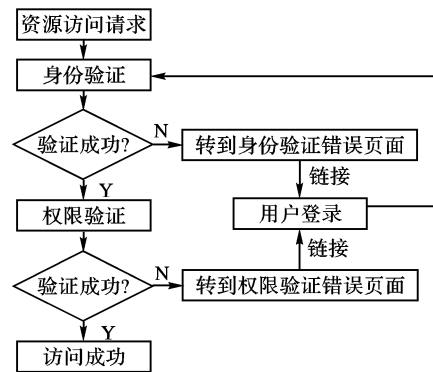 资源访问请求
身份验证
验证成功?
N
转到身份验证错误页面
链接
Y
权限验证
用户登录
链接
验证成功?
N
转到权限验证错误页面
Y
访问成功